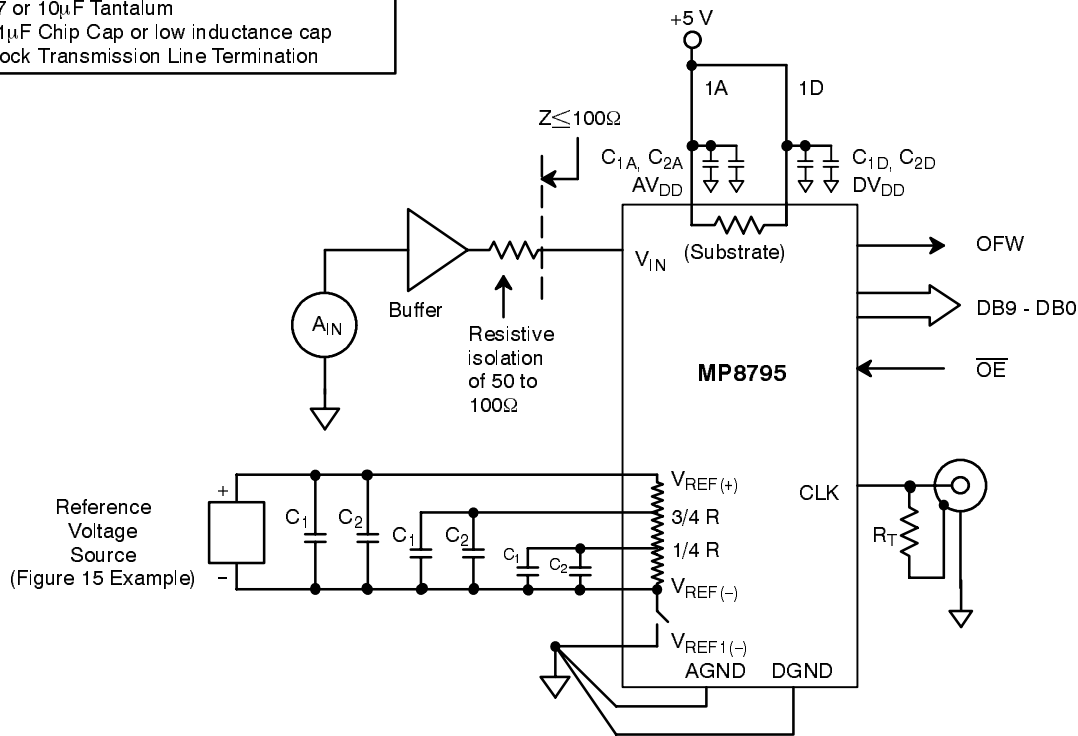 or 10µF Tantalum
1µF Chip Cap or low inductance cap
Transmission Line Termination
+5 V
1A
1D
Z≤100Ω
C1A, C2A
AVDD
C1D, C2D
DVDD
VIN
(Substrate)
OFW
Buffer
AIN
DB9 - DB0
Resistive
isolation
of 50 to
100Ω
MP8795
O̅E̅
Reference
Voltage
Source
(Figure 15 Example)
+
−
C1
C2
C1
C2
C1
C2
VREF(+)
3/4 R
1/4 R
VREF(−)
VREF1(−)
CLK
RT
AGND
DGND